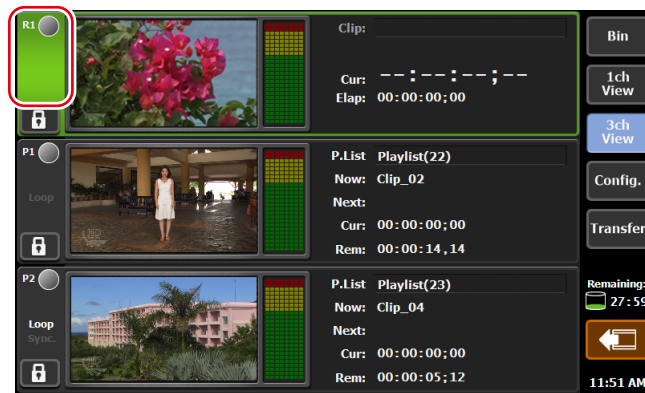 R1
Clip:
Cur: --:--:--;--
Elap: 00:00:00;00
P1
Loop
P.List Playlist(22)
Now: Clip_02
Next:
Cur: 00:00:00;00
Rem: 00:00:14,14
P2
Loop
Sync.
P.List Playlist(23)
Now: Clip_04
Next:
Cur: 00:00:00;00
Rem: 00:00:05;12
Bin
1ch
View
3ch
View
Config.
Transfer
Remaining:
27:59
11:51 AM